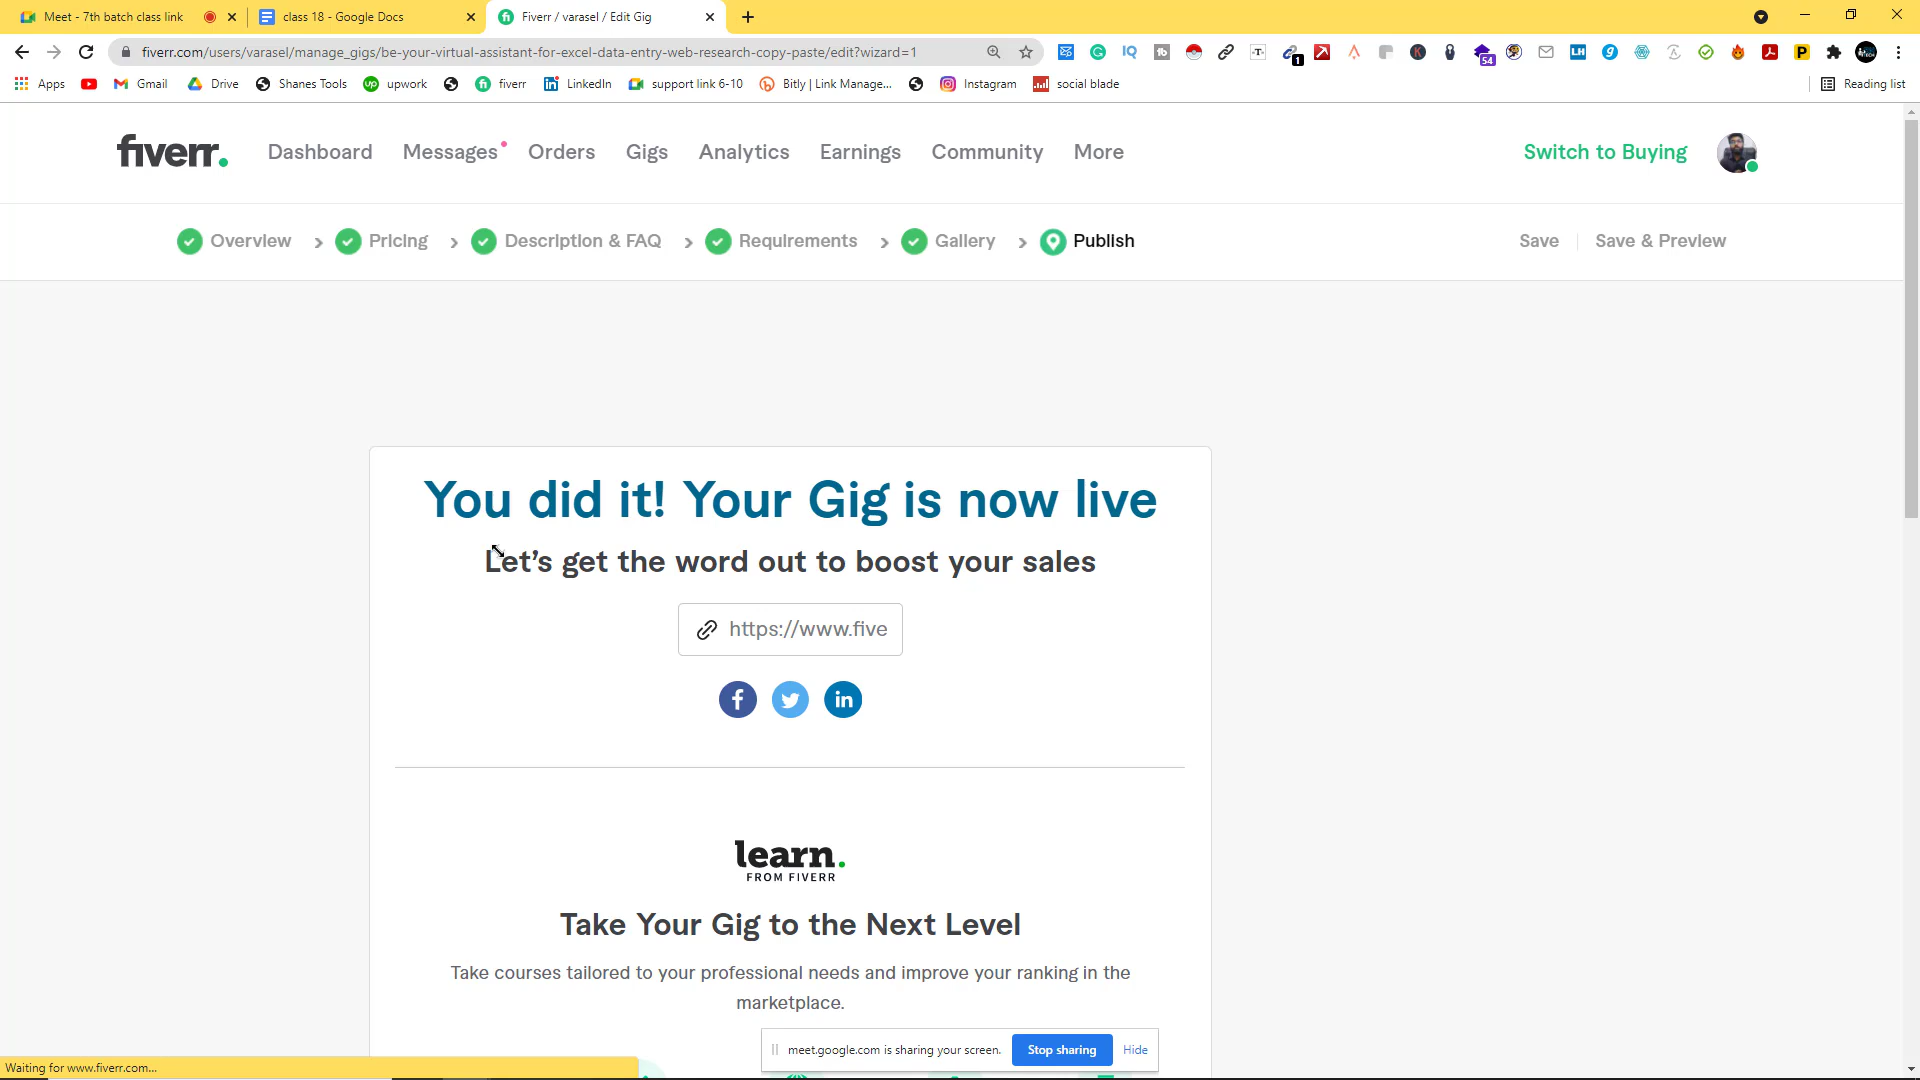 Meet - 7th batch class link
class 18 - Google Docs
Fiverr / varasel / Edit Gig
fiverr.com/users/varasel/manage_gigs/be-your-virtual-assistant-for-excel-data-entry-web-research-copy-paste/edit?wizard=1
Apps
Gmail
Drive
Shanes Tools
upwork
fiverr
LinkedIn
support link 6-10
Bitly | Link Manage...
Instagram
social blade
Reading list
fiverr.
Dashboard
Messages
Orders
Gigs
Analytics
Earnings
Community
More
Switch to Buying
Overview
Pricing
Description & FAQ
Requirements
Gallery
Publish
Save
Save & Preview
You did it! Your Gig is now live
Let's get the word out to boost your sales
https://www.five
learn.
FROM FIVERR
Take Your Gig to the Next Level
Take courses tailored to your professional needs and improve your ranking in the
marketplace.
meet.google.com is sharing your screen.
Stop sharing
Hide
Waiting for www.fiverr.com...